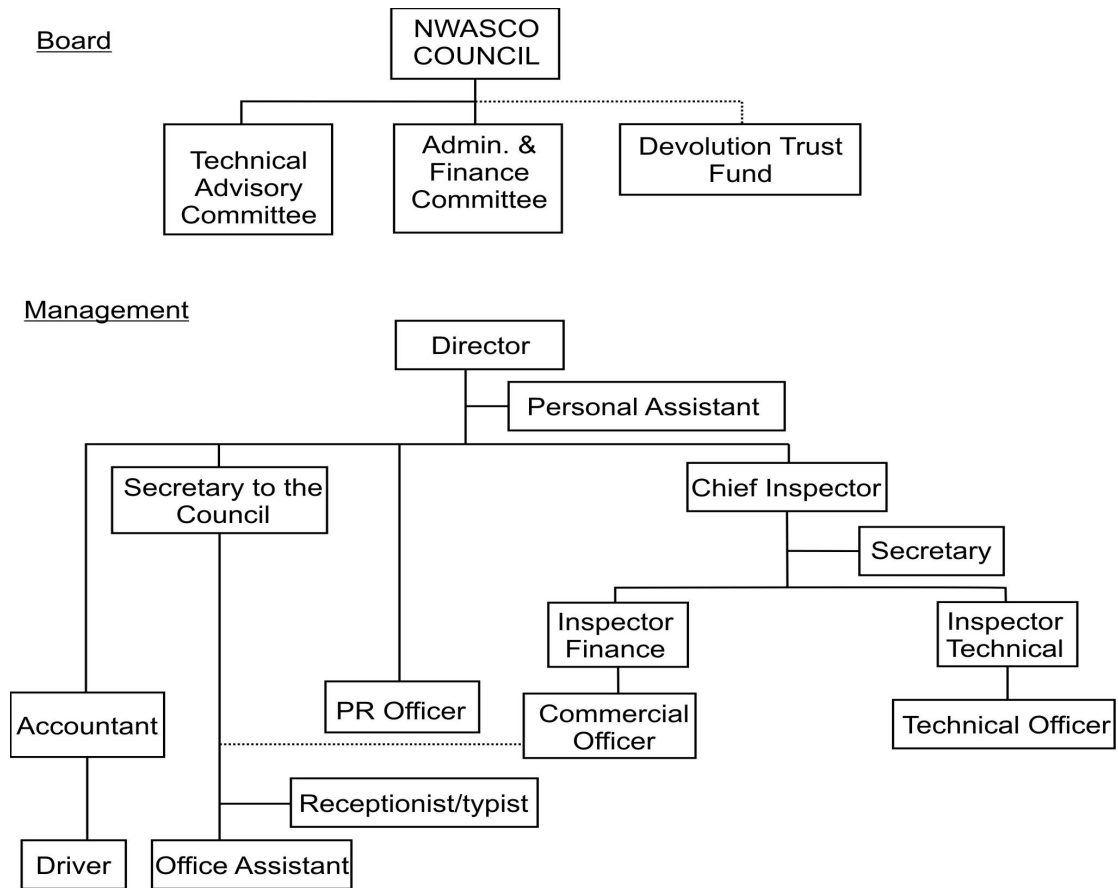 Board
NWASCO
COUNCIL
Technical
Advisory
Committee
Admin. &
Finance
Committee
Devolution Trust
Fund
Management
Director
Personal Assistant
Secretary to the
Council
Chief Inspector
Secretary
Inspector
Finance
Inspector
Technical
Accountant
PR Officer
Commercial
Officer
Technical Officer
Receptionist/typist
Driver
Office Assistant